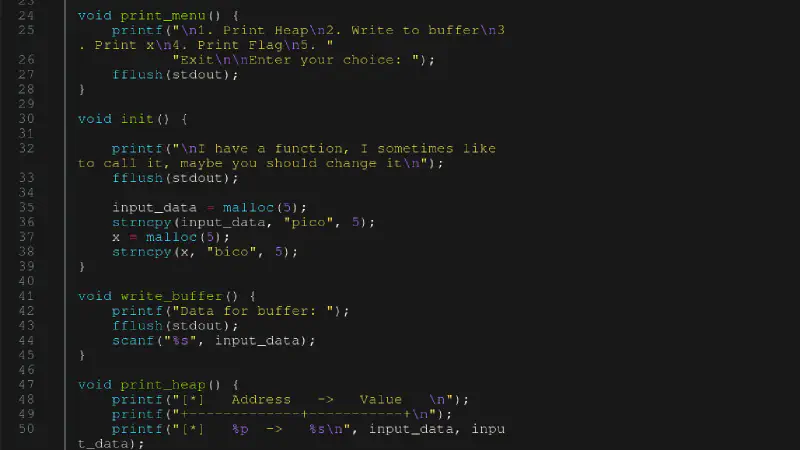 23
24 void print_menu() {
25 printf("\n1. Print Heap\n2. Write to buffer\n3
. Print x\n4. Print Flag\n5. "
26 "Exit\n\nEnter your choice: ");
27 fflush(stdout);
28 }
29
30 void init() {
31
32 printf("\nI have a function, I sometimes like
to call it, maybe you should change it\n");
33 fflush(stdout);
34
35 input_data = malloc(5);
36 strncpy(input_data, "pico", 5);
37 x = malloc(5);
38 strncpy(x, "bico", 5);
39 }
40
41 void write_buffer() {
42 printf("Data for buffer: ");
43 fflush(stdout);
44 scanf("%s", input_data);
45 }
46
47 void print_heap() {
48 printf("[*] Address -> Value \n");
49 printf("+-------------+-----------+\n");
50 printf("[*] %p -> %s\n", input_data, inpu
t_data);